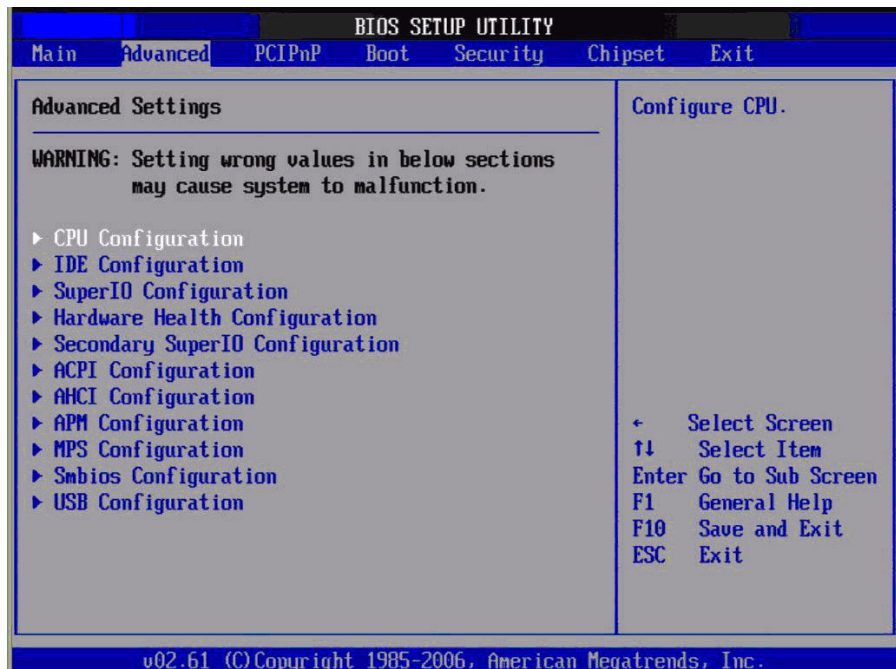 BIOS SETUP UTILITY
Main Advanced PCIPnP Boot Security Chipset Exit
Advanced Settings
WARNING: Setting wrong values in below sections
may cause system to malfunction.
▶ CPU Configuration
▶ IDE Configuration
▶ SuperIO Configuration
▶ Hardware Health Configuration
▶ Secondary SuperIO Configuration
▶ ACPI Configuration
▶ AHCI Configuration
▶ APM Configuration
▶ MPS Configuration
▶ Smbios Configuration
▶ USB Configuration
Configure CPU.
← Select Screen
↑↓ Select Item
Enter Go to Sub Screen
F1 General Help
F10 Save and Exit
ESC Exit
v02.61 (C)Copyright 1985-2006, American Megatrends, Inc.